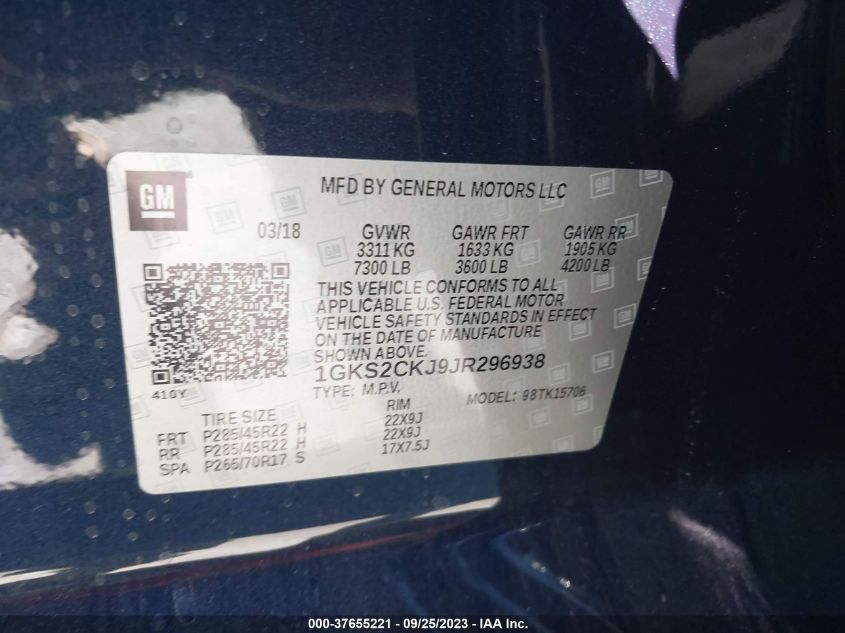 GM
MFD BY GENERAL MOTORS LLC
03/18 GVWR GAWR FRT GAWR RR
3311 KG 1633 KG 1905 KG
7300 LB 3600 LB 4200 LB
THIS VEHICLE CONFORMS TO ALL
APPLICABLE U.S. FEDERAL MOTOR
VEHICLE SAFETY STANDARDS IN EFFECT
ON THE DATE OF MANUFACTURE
SHOWN ABOVE.
1GKS2CKJ9JR296938
410Y TYPE: M.P.V. MODEL: 98TK15706
TIRE SIZE RIM
FRT P285/45R22 H 22X9J
RR P285/45R22 H 22X9J
SPA P265/70R17 S 17X7.5J
000-37655221 / 09/25/2023 - IAA Inc.